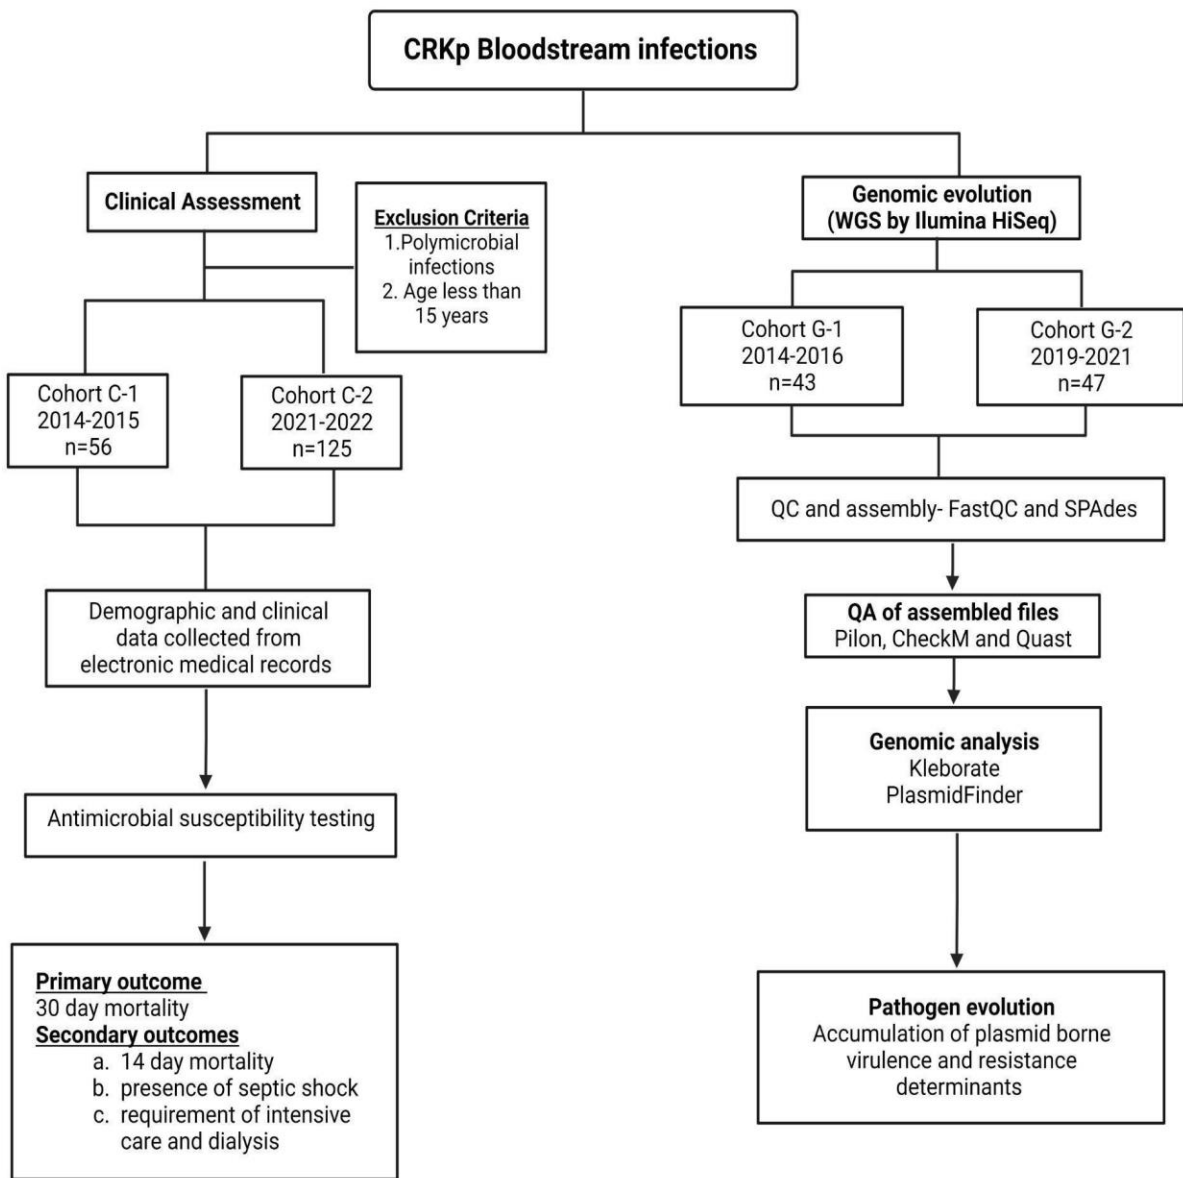 CRKp Bloodstream infections
Clinical Assessment
Exclusion Criteria
1.Polymicrobial
infections
2. Age less than
15 years
Cohort C-1
2014-2015
n=56
Cohort C-2
2021-2022
n=125
Demographic and clinical
data collected from
electronic medical records
Antimicrobial susceptibility testing
Primary outcome
30 day mortality
Secondary outcomes
a. 14 day mortality
b. presence of septic shock
c. requirement of intensive
care and dialysis
Genomic evolution
(WGS by Ilumina HiSeq)
Cohort G-1
2014-2016
n=43
Cohort G-2
2019-2021
n=47
QC and assembly- FastQC and SPAdes
QA of assembled files
Pilon, CheckM and Quast
Genomic analysis
Kleborate
PlasmidFinder
Pathogen evolution
Accumulation of plasmid borne
virulence and resistance
determinants